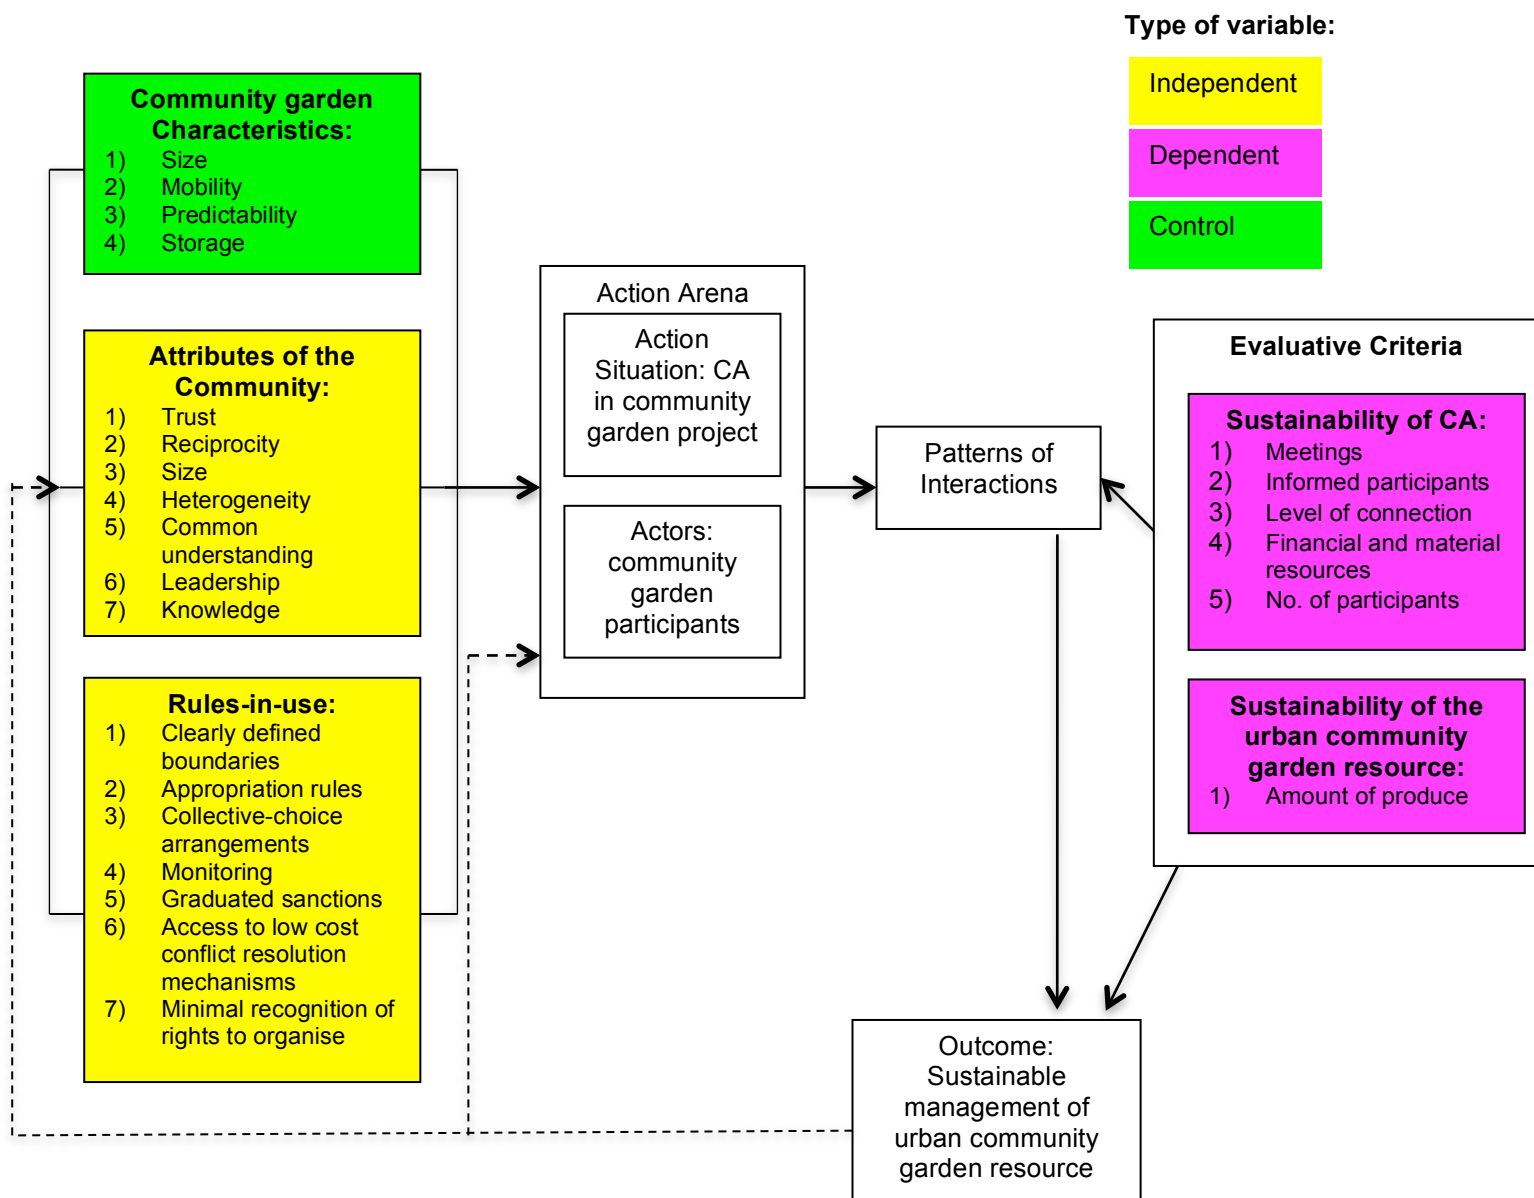 Type of variable:
Independent
Dependent
Control
Community garden
Characteristics:
1) Size
2) Mobility
3) Predictability
4) Storage
Attributes of the
Community:
1) Trust
2) Reciprocity
3) Size
4) Heterogeneity
5) Common
understanding
6) Leadership
7) Knowledge
Rules-in-use:
1) Clearly defined
boundaries
2) Appropriation rules
3) Collective-choice
arrangements
4) Monitoring
5) Graduated sanctions
6) Access to low cost
conflict resolution
mechanisms
7) Minimal recognition of
rights to organise
Action Arena
Action
Situation: CA
in community
garden project
Actors:
community
garden
participants
Patterns of
Interactions
Evaluative Criteria
Sustainability of CA:
1) Meetings
2) Informed participants
3) Level of connection
4) Financial and material
resources
5) No. of participants
Sustainability of the
urban community
garden resource:
1) Amount of produce
Outcome:
Sustainable
management of
urban community
garden resource